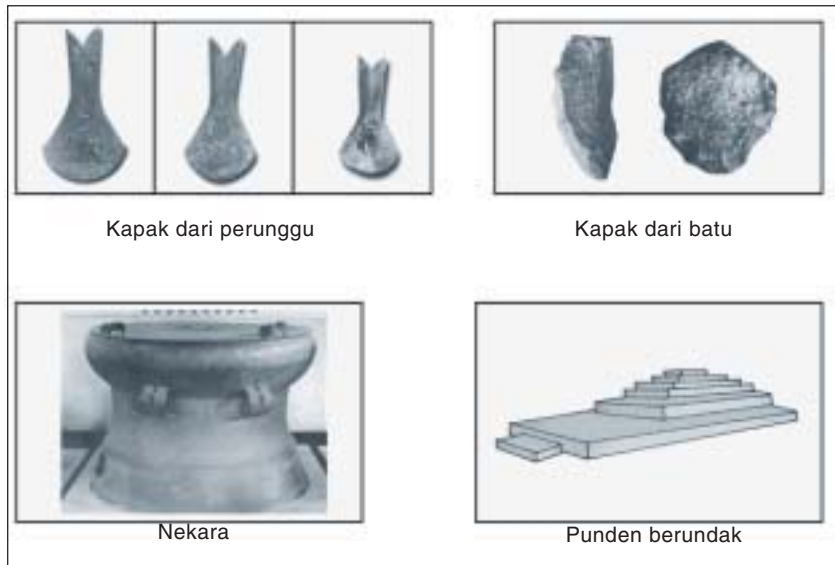 Kapak dari perunggu
Kapak dari batu
Nekara
Punden berundak